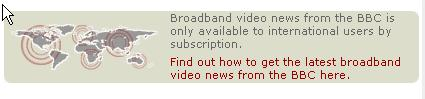 Broadband video news from the BBC is
only available to international users by
subscription.
Find out how to get the latest broadband
video news from the BBC here.